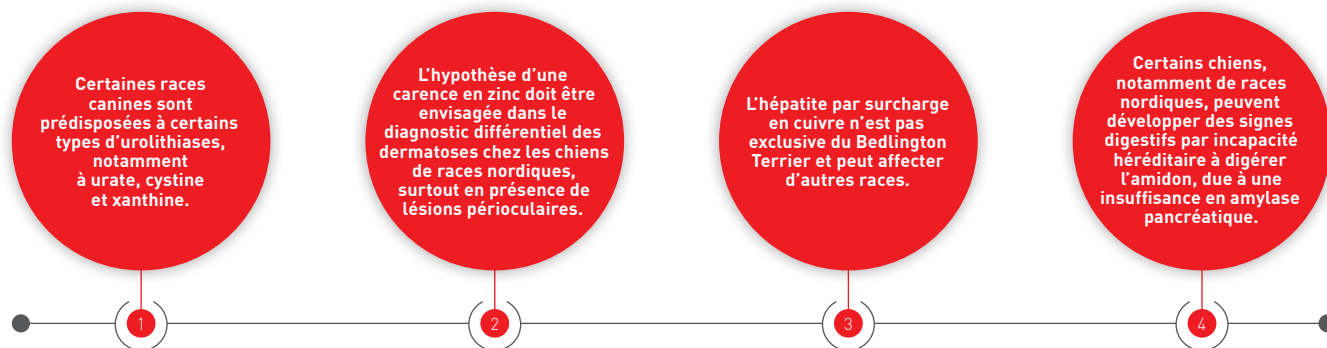 Certaines races
canines sont
prédisposées à certains
types d’urolithiases,
notamment
à urate, cystine
et xanthine.
L’hypothèse d’une
carence en zinc doit être
envisagée dans le
diagnostic différentiel des
dermatoses chez les chiens
de races nordiques,
surtout en présence de
lésions périoculaires.
L’hépatite par surcharge
en cuivre n’est pas
exclusive du Bedlington
Terrier et peut affecter
d’autres races.
Certains chiens,
notamment de races
nordiques, peuvent
développer des signes
digestifs par incapacité
héréditaire à digérer
l’amidon, due à une
insuffisance en amylase
pancréatique.
1
2
3
4